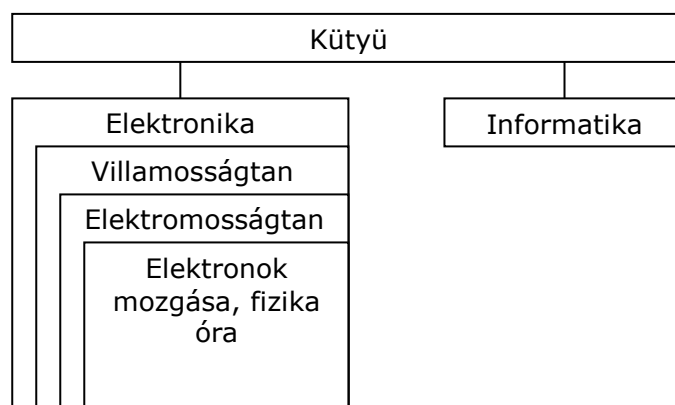 Kütyü
Elektronika
Informatika
Villamosságtan
Elektromosságtan
Elektronok
mozgása, fizika
óra